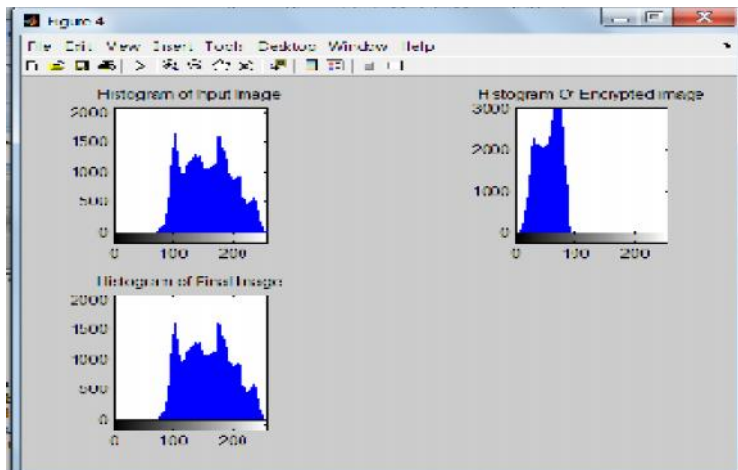 Figure 4
File Edit View Insert Tools Desktop Window Help
Histogram of Input Image
2000
1500
1000
500
0
0 100 200
Histogram Of Encrypted image
3000
2000
1000
0
0 100 200
Histogram of Final Image
2000
1500
1000
500
0
0 100 200